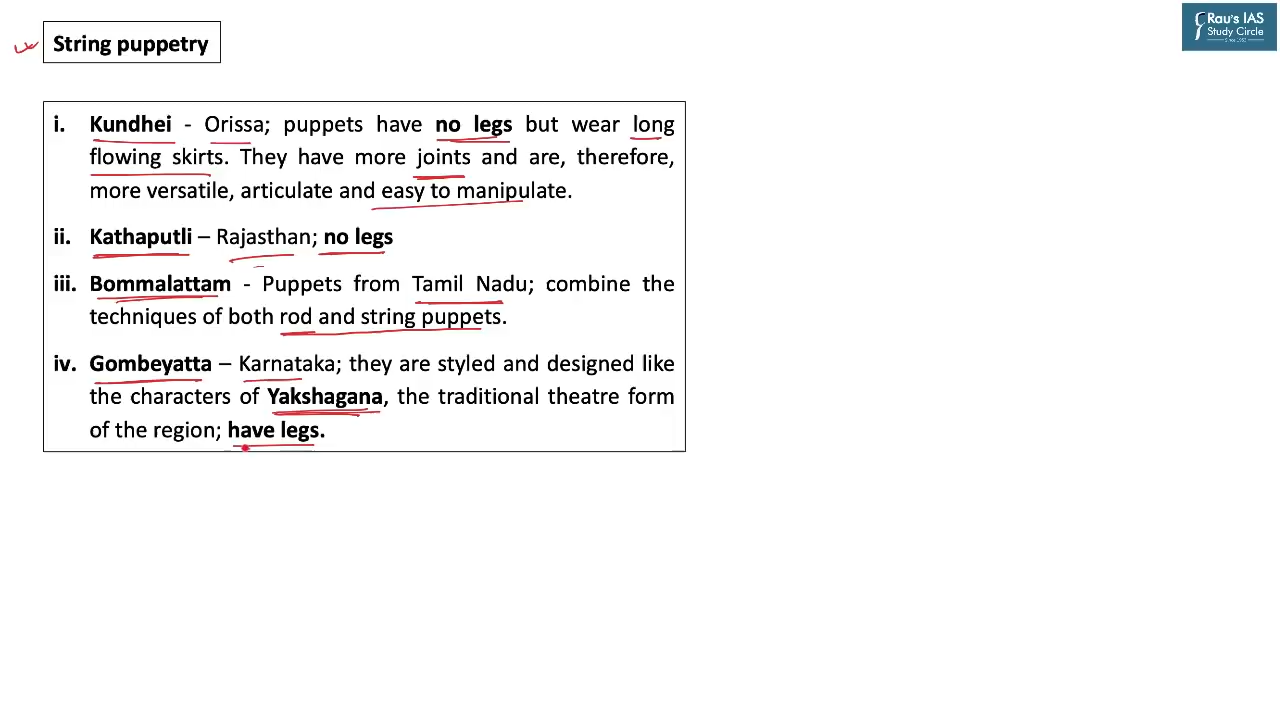 String puppetry
Rau's IAS
Study Circle
Since 1953
i. Kundhei - Orissa; puppets have no legs but wear long
flowing skirts. They have more joints and are, therefore,
more versatile, articulate and easy to manipulate.
ii. Kathaputli – Rajasthan; no legs
iii. Bommalattam - Puppets from Tamil Nadu; combine the
techniques of both rod and string puppets.
iv. Gombeyatta – Karnataka; they are styled and designed like
the characters of Yakshagana, the traditional theatre form
of the region; have legs.